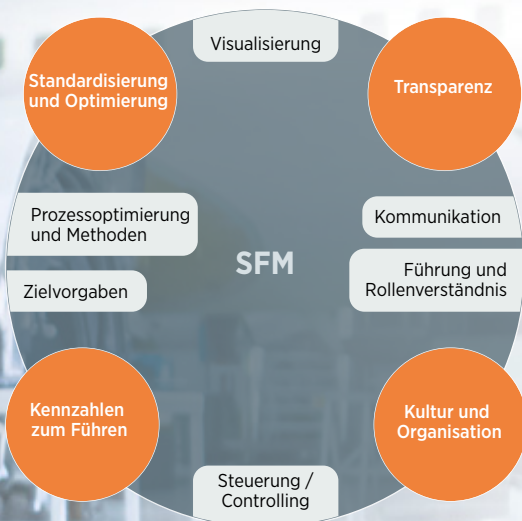 Visualisierung
Standardisierung
und Optimierung
Transparenz
Prozessoptimierung
und Methoden
Kommunikation
SFM
Führung und
Rollenverständnis
Zielvorgaben
Kennzahlen
zum Führen
Kultur und
Organisation
Steuerung /
Controlling